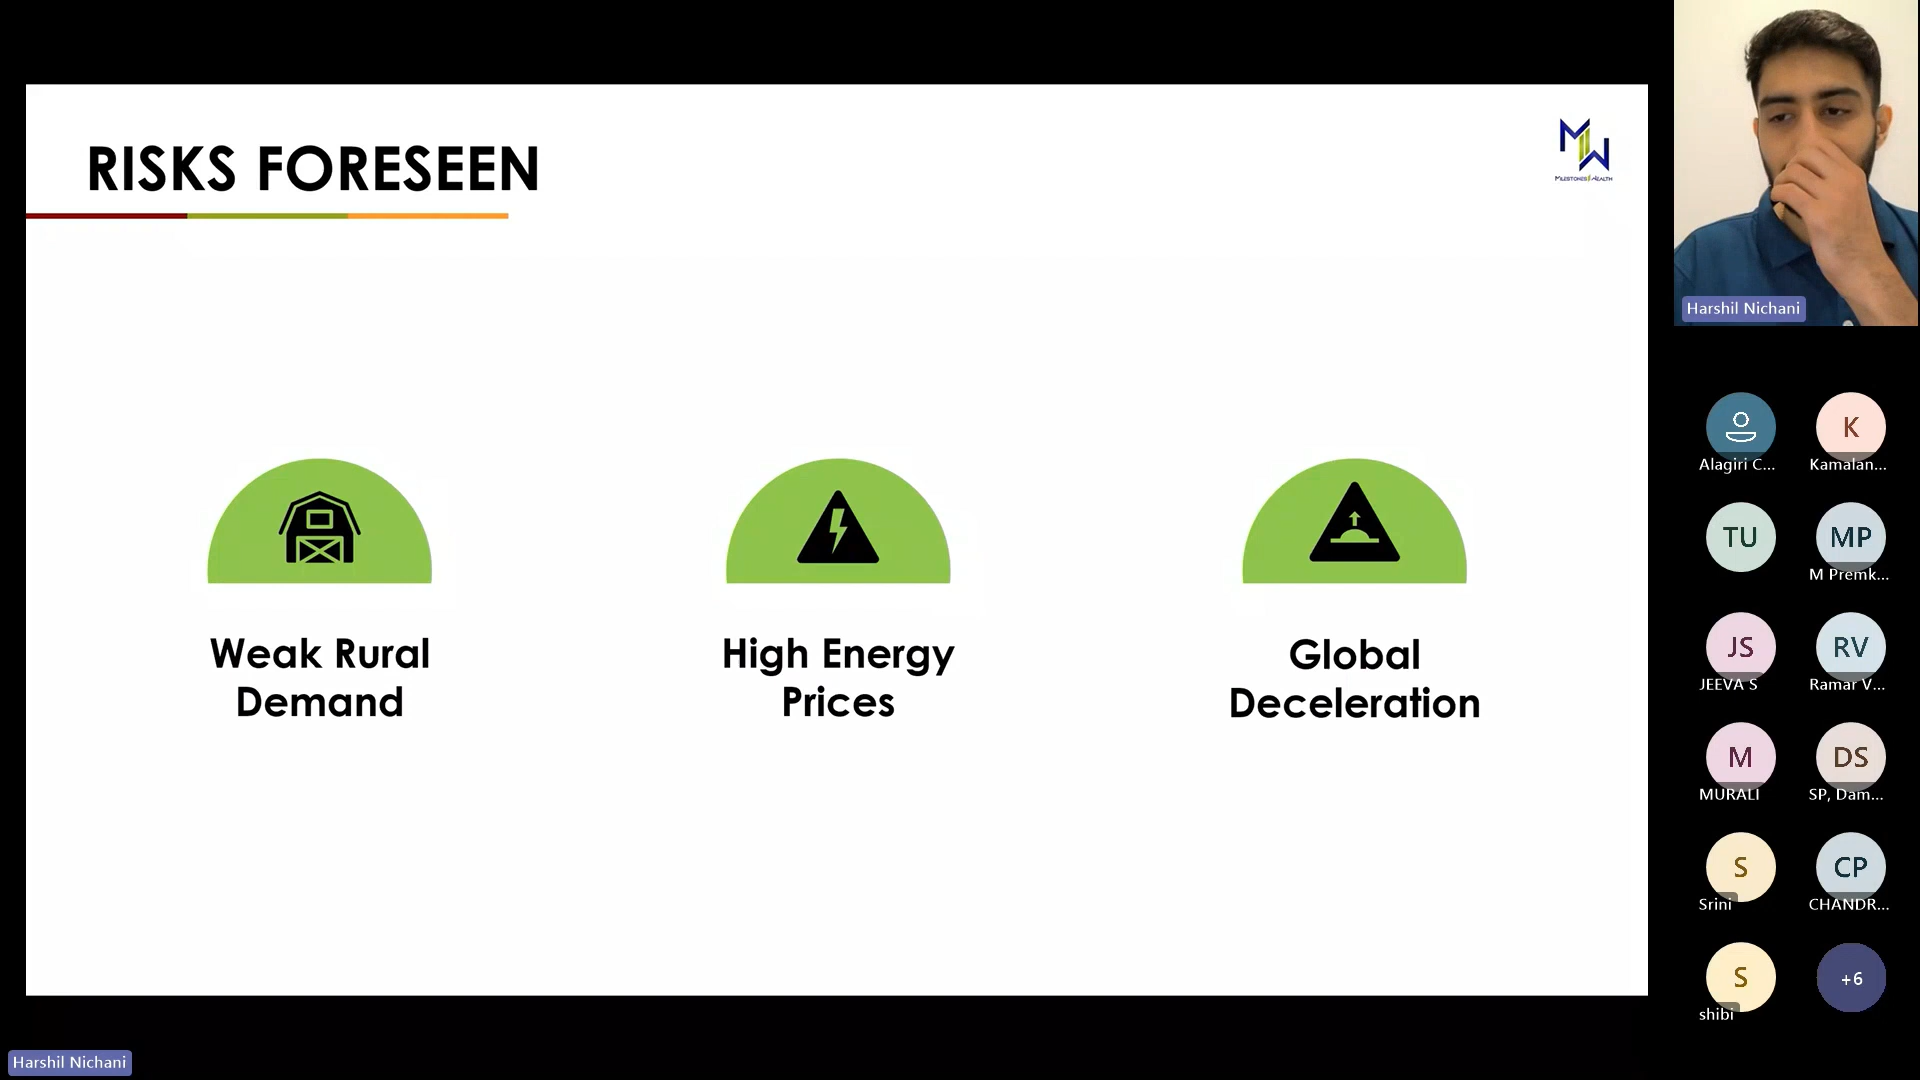 RISKS FORESEEN
Weak Rural
Demand
High Energy
Prices
Global
Deceleration
Harshil Nichani
Alagiri C...
K
Kamalan...
TU
MP
M Premk...
JS
JEEVA S
RV
Ramar V...
M
MURALI
DS
SP, Dam...
S
Srini
CP
CHANDR...
S
shibi
+6
Harshil Nichani